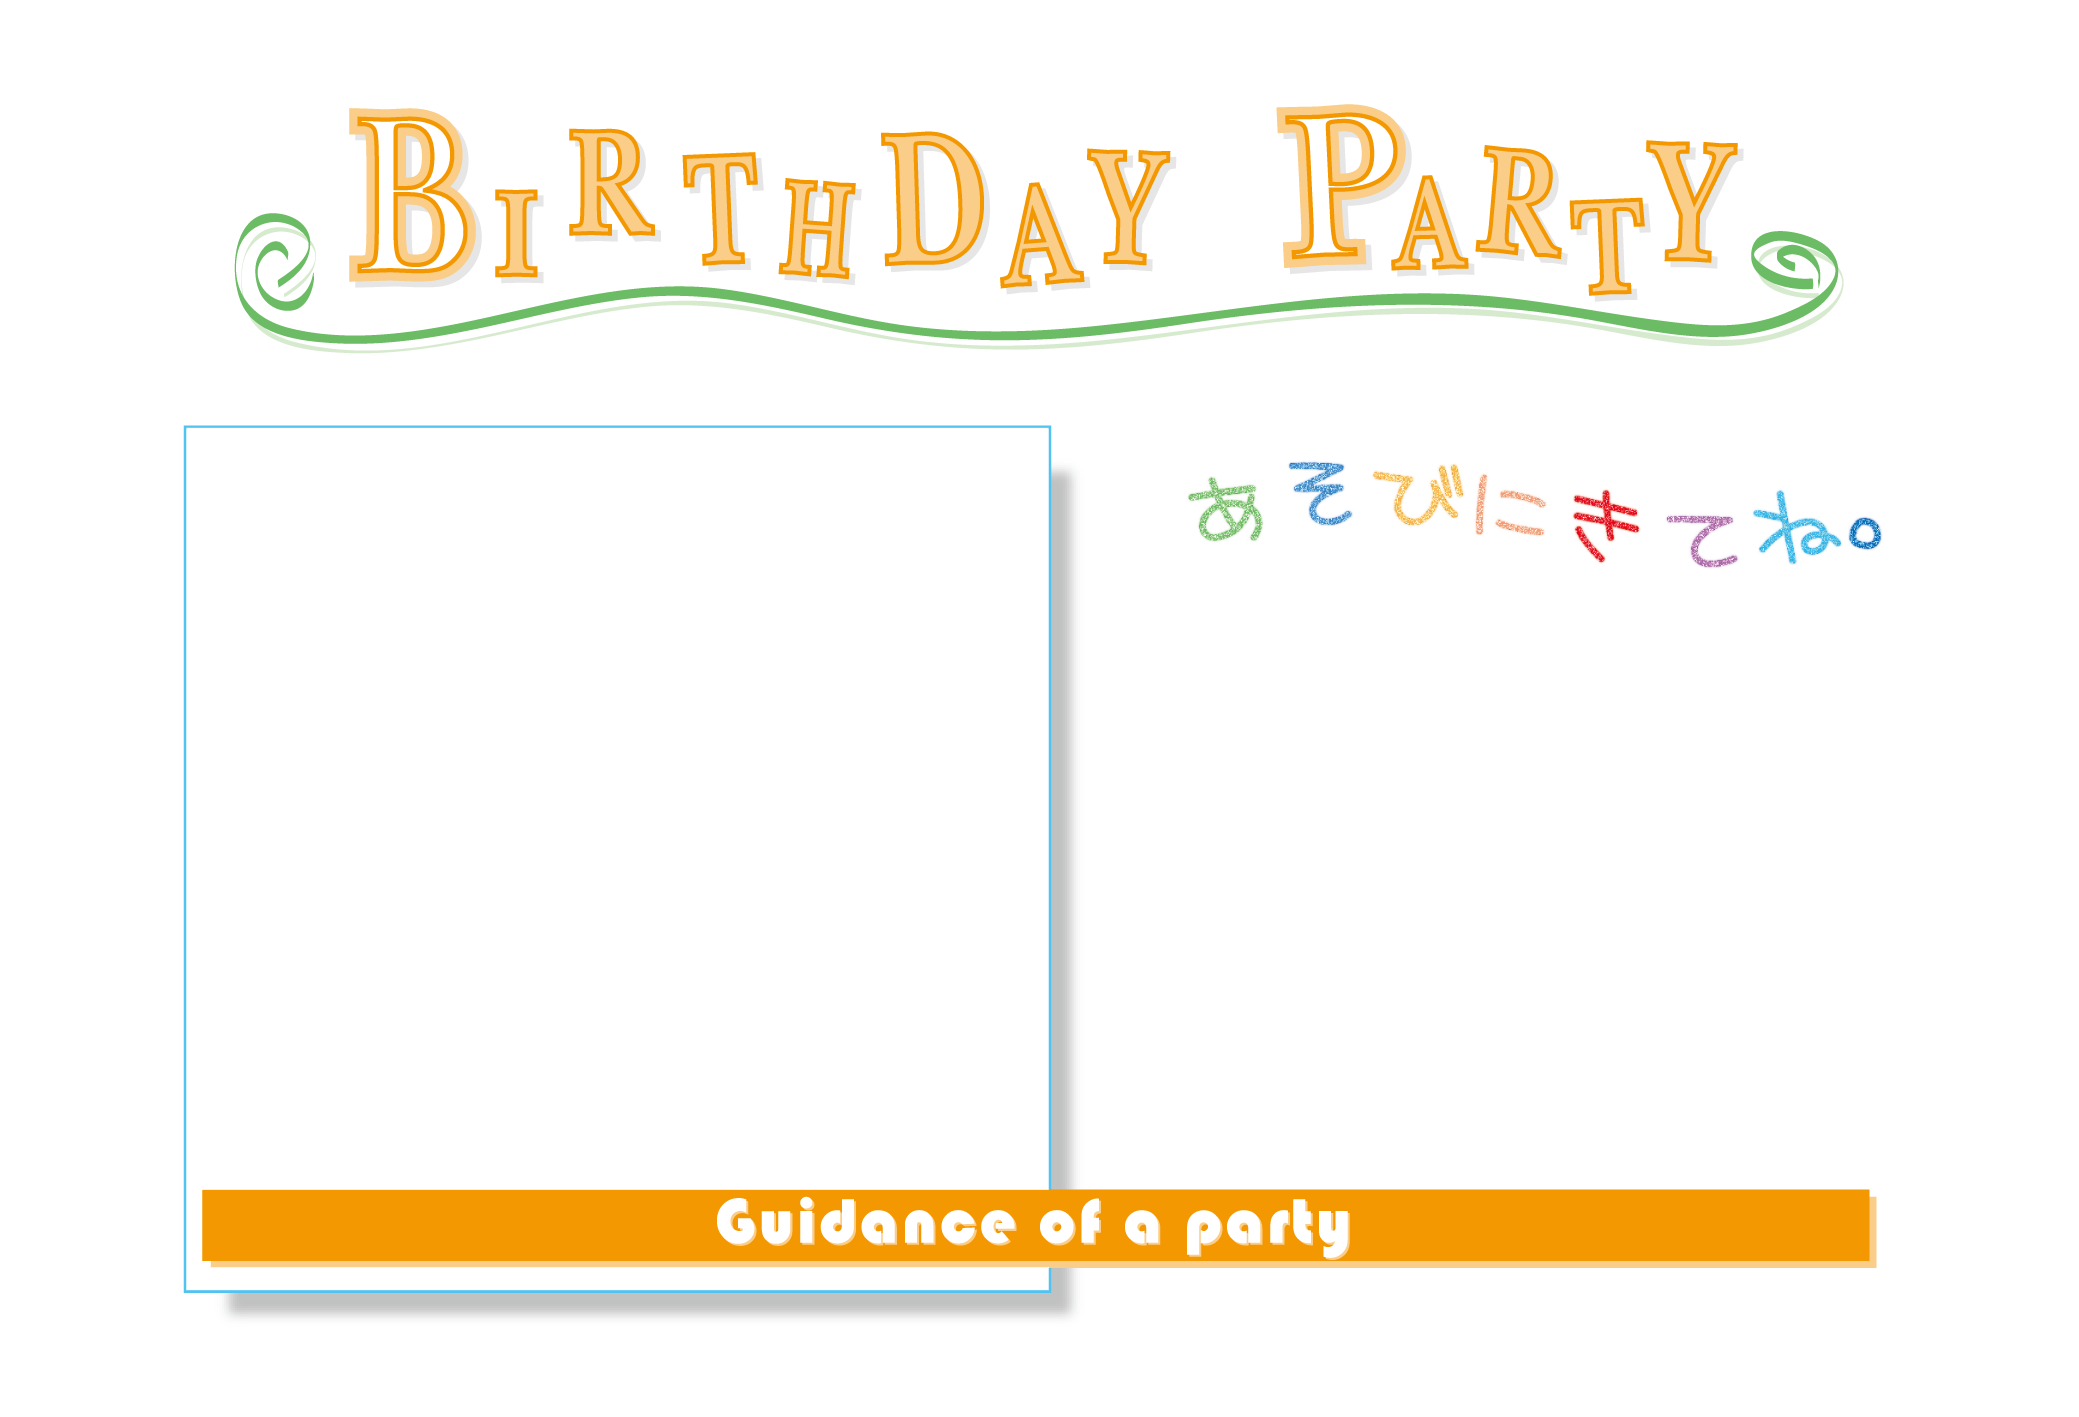 BIRTHDAY PARTY
あそびにきてね。
Guidance of a party